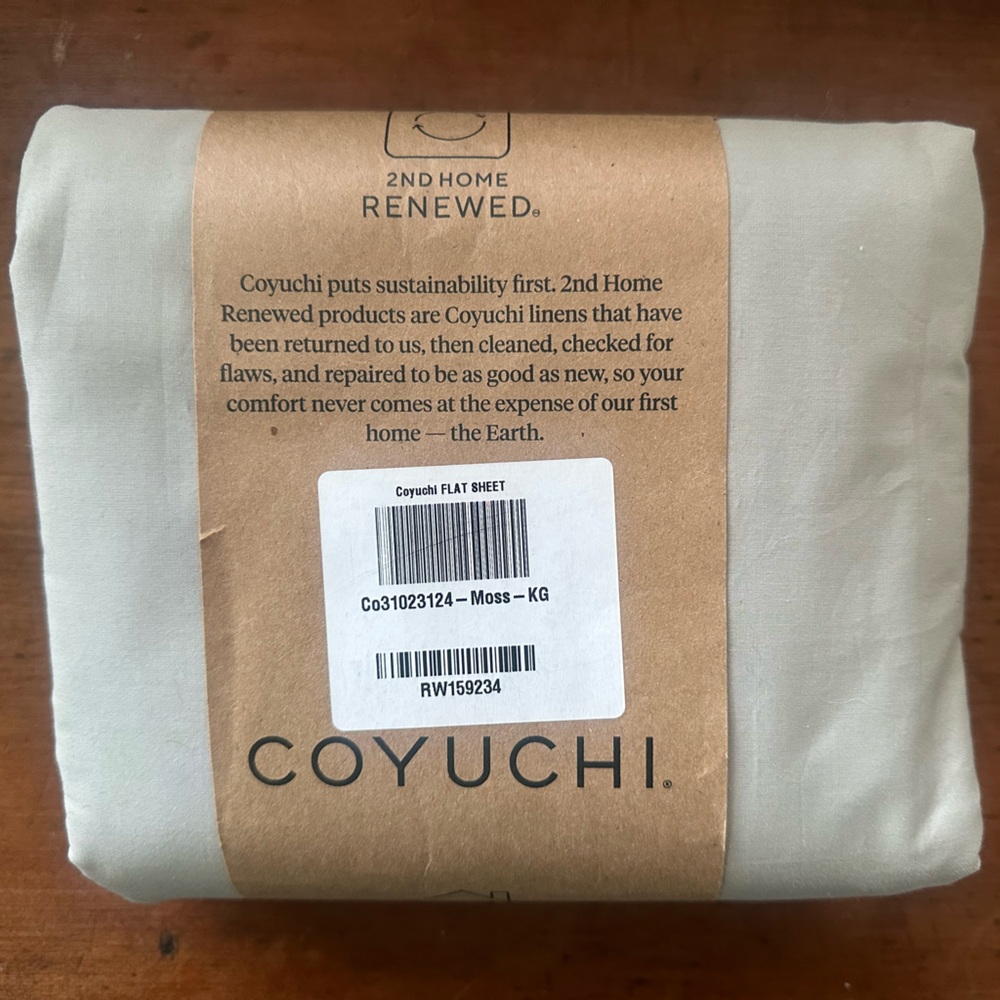 2ND HOME
RENEWED®
Coyuchi puts sustainability first. 2nd Home
Renewed products are Coyuchi linens that have
been returned to us, then cleaned, checked for
flaws, and repaired to be as good as new, so your
comfort never comes at the expense of our first
home — the Earth.
Coyuchi FLAT SHEET
Co31023124 – Moss – KG
RW159234
COYUCHI®